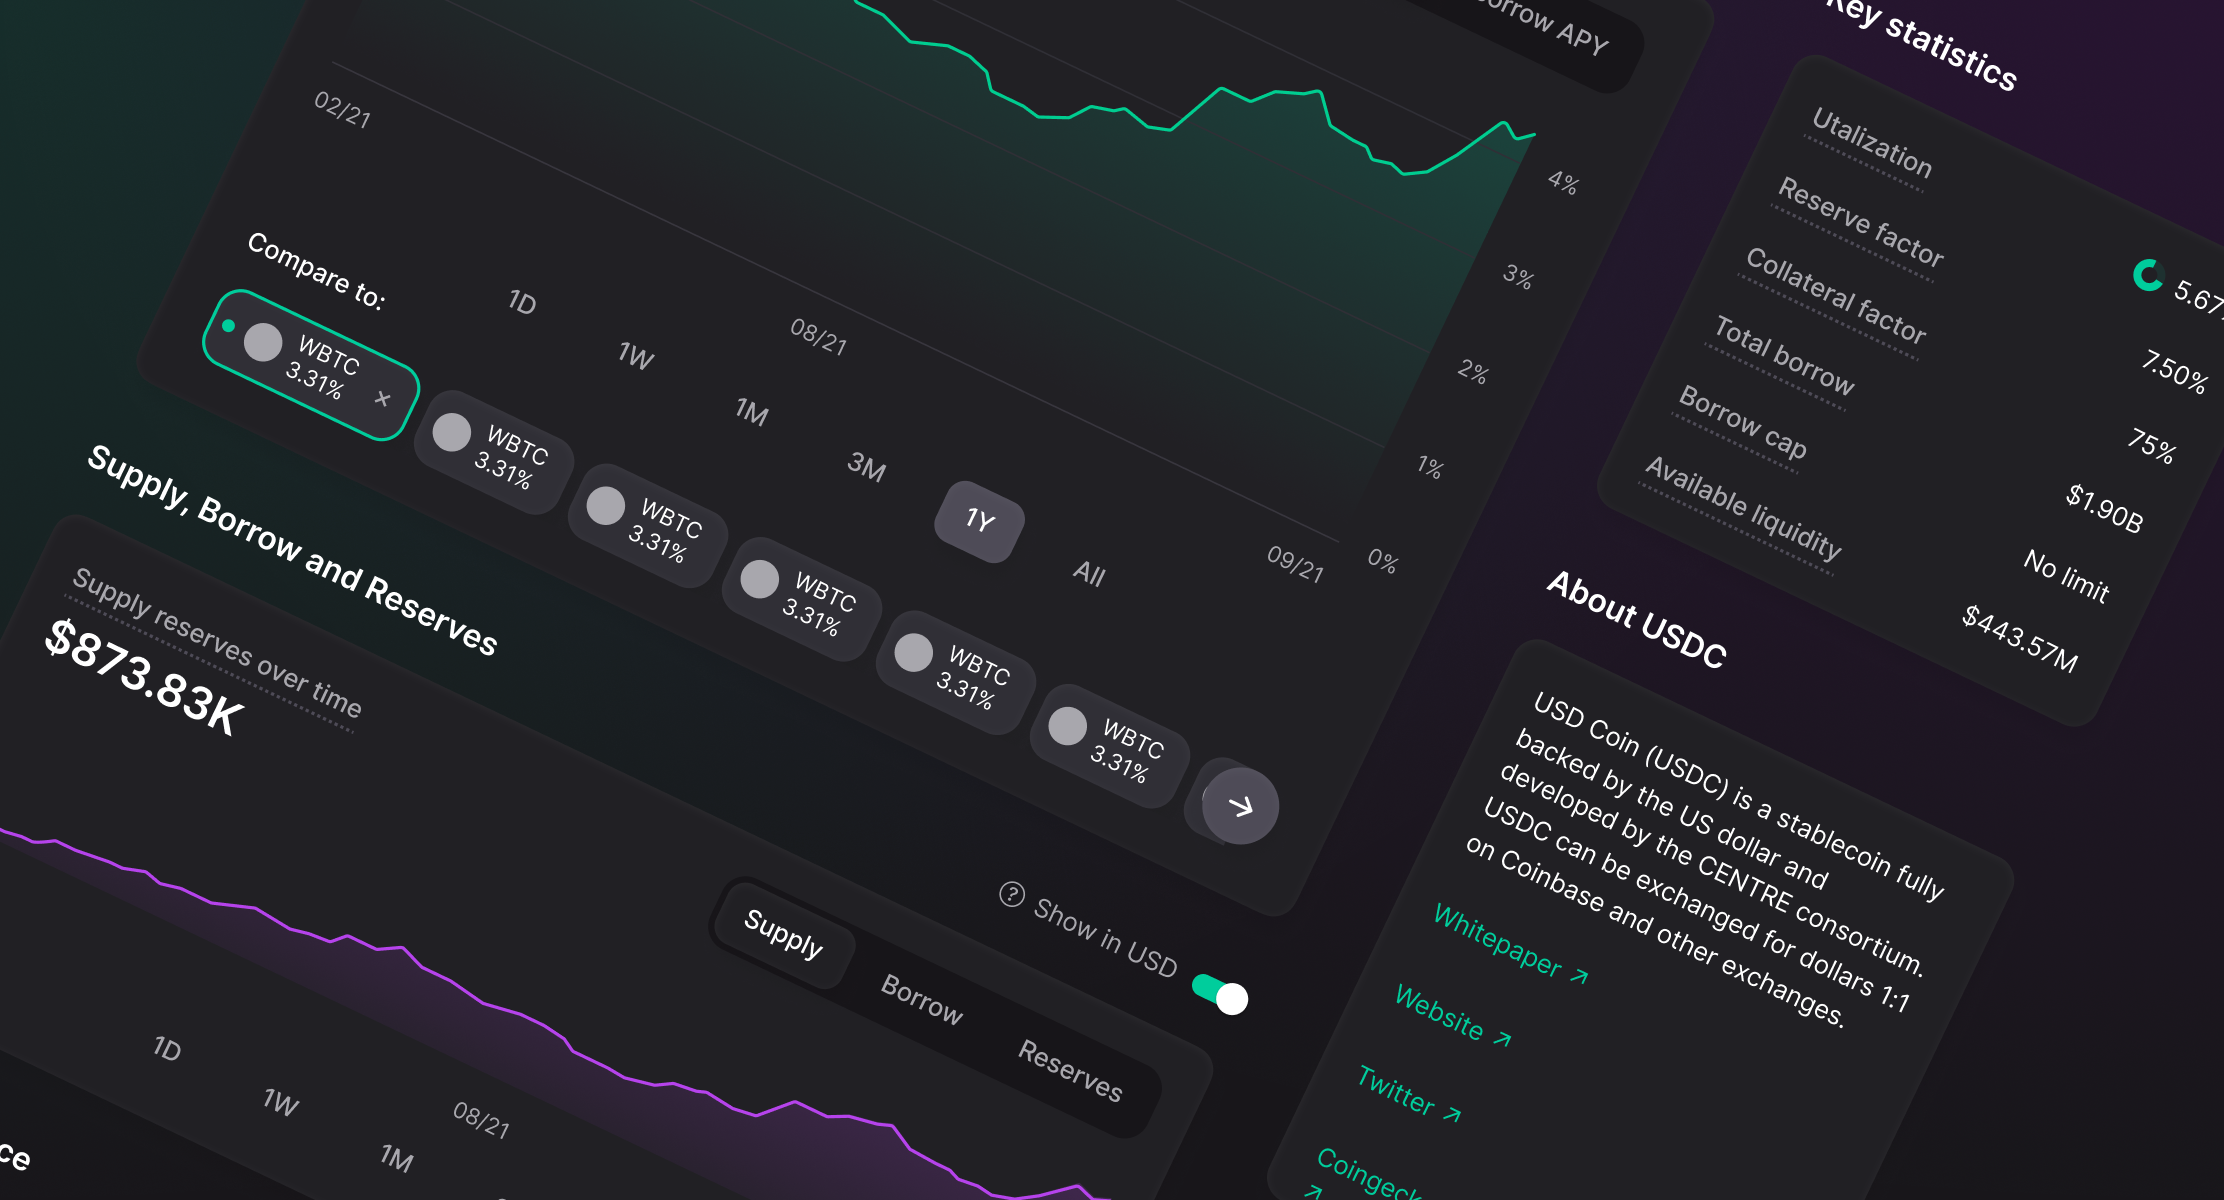 Borrow APY
4%
3%
2%
1%
0%
02/21
08/21
09/21
Compare to:
1D
1W
1M
3M
1Y
All
WBTC
3.31%
WBTC
3.31%
WBTC
3.31%
WBTC
3.31%
WBTC
3.31%
WBTC
3.31%
Supply, Borrow and Reserves
Supply reserves over time
$873.83K
Show in USD
Supply
Borrow
Reserves
1D
1W
1M
08/21
Key statistics
Utalization
5.67
Reserve factor
7.50%
Collateral factor
75%
Total borrow
$1.90B
Borrow cap
No limit
Available liquidity
$443.57M
About USDC
USD Coin (USDC) is a stablecoin fully
backed by the US dollar and
developed by the CENTRE consortium.
USDC can be exchanged for dollars 1:1
on Coinbase and other exchanges.
Whitepaper ↗
Website ↗
Twitter ↗